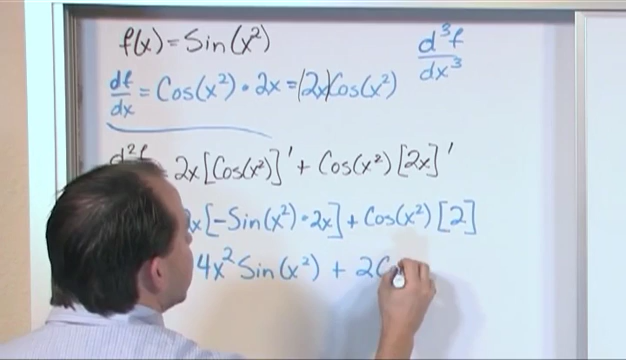 f(x) = Sin(x²)
d³f/dx³
df/dx = Cos(x²) • 2x = (2x)Cos(x²)
2x[Cos(x²)]' + Cos(x²)[2x]'
[-Sin(x²) • 2x] + Cos(x²)[2]
4x² Sin(x²) + 2C